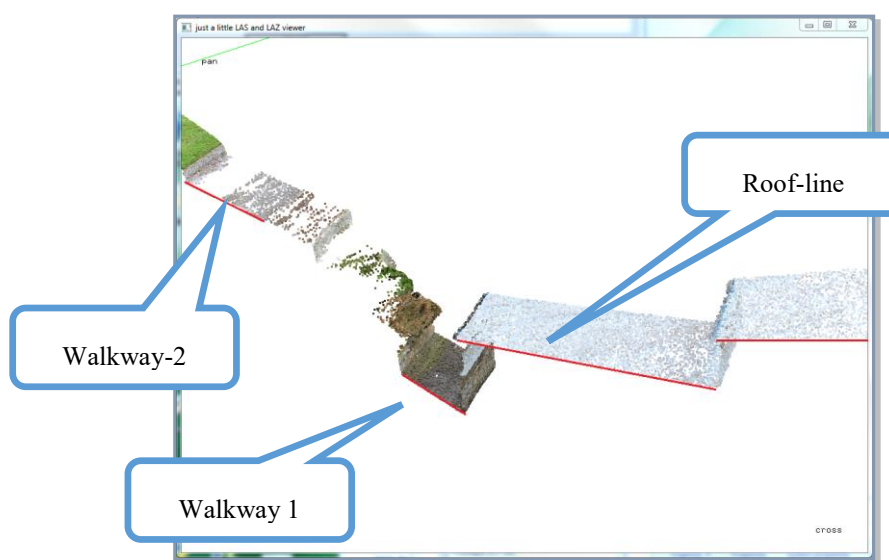 just a little LAS and LAZ viewer
pan
Roof-line
Walkway-2
Walkway 1
cross